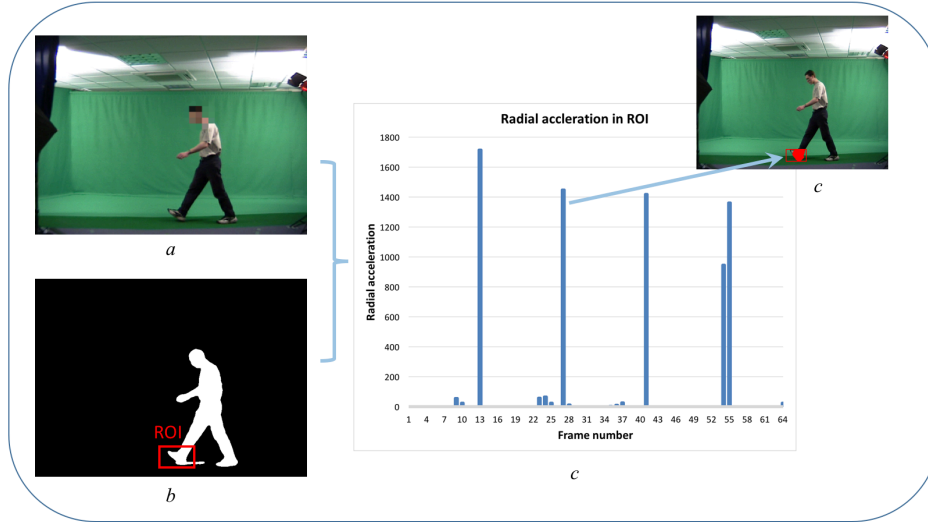 a
ROI
b
Radial accleration in ROI
Radial acceleration
1800
1600
1400
1200
1000
800
600
400
200
0
1 4 7 10 13 16 19 22 25 28 31 34 37 40 43 46 49 52 55 58 61 64
Frame number
c
c